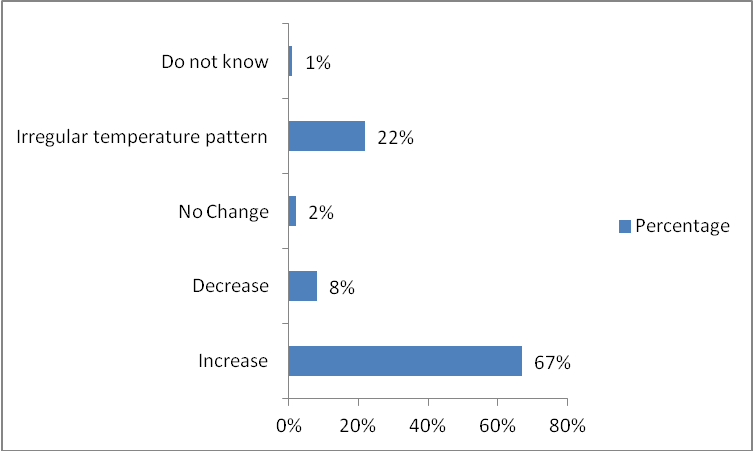 Do not know
1%
Irregular temperature pattern
22%
No Change
2%
Percentage
Decrease
8%
Increase
67%
0% 20% 40% 60% 80%